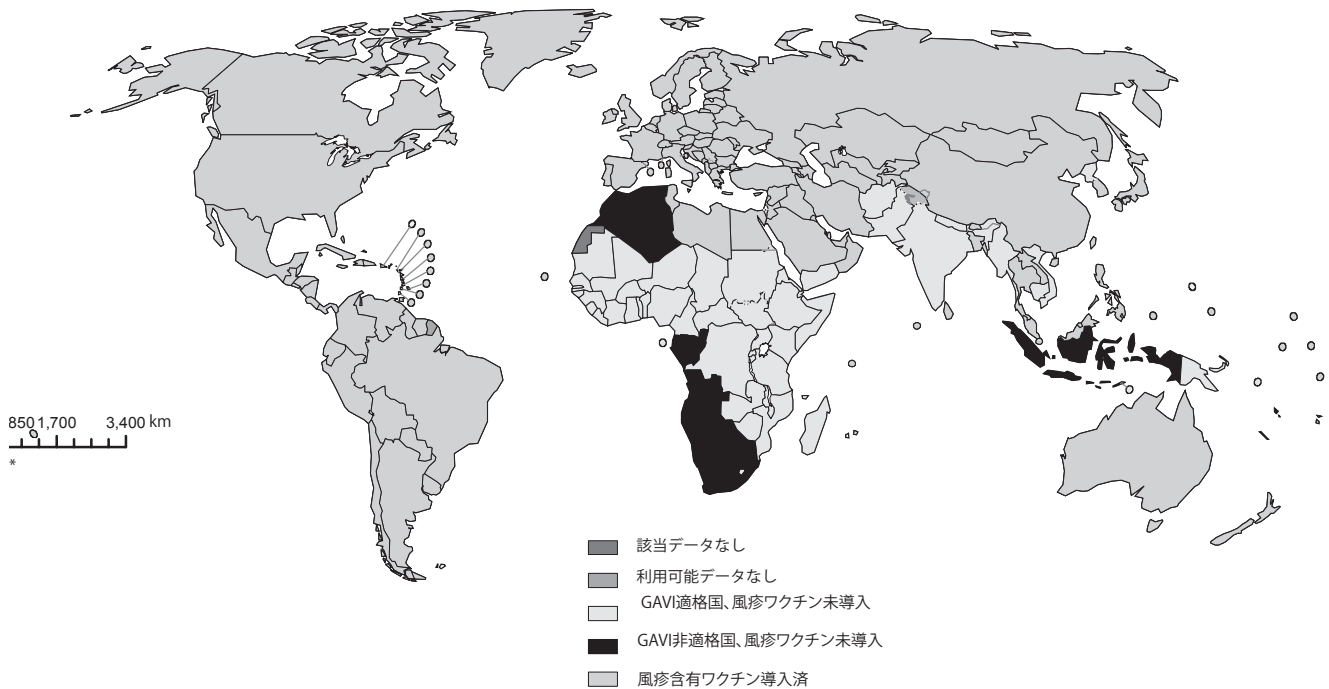 850 1,700 3,400 km
*
該当データなし
利用可能データなし
GAVI適格国、風疹ワクチン未導入
GAVI非適格国、風疹ワクチン未導入
風疹含有ワクチン導入済